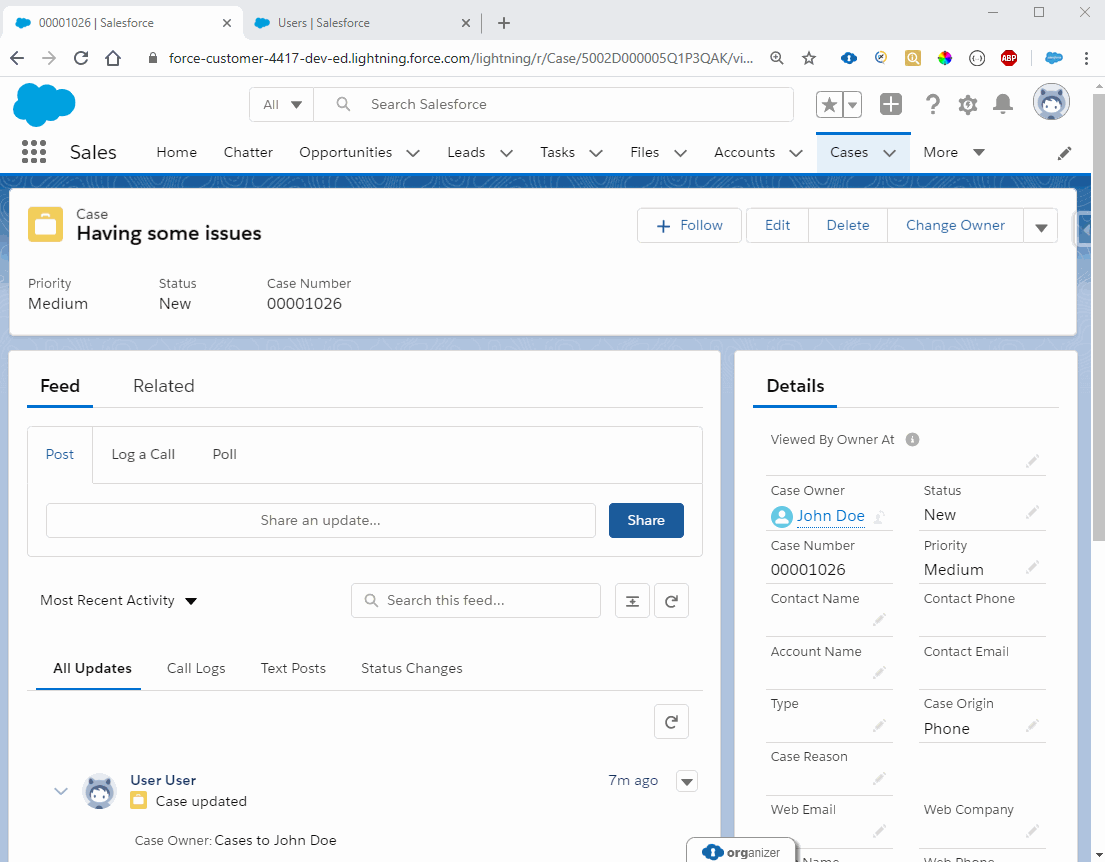 00001026 | Salesforce
Users | Salesforce
force-customer-4417-dev-ed.lightning.force.com/lightning/r/Case/5002D000005Q1P3QAK/vi...
ABP
All
Search Salesforce
Sales
Home
Chatter
Opportunities
Leads
Tasks
Files
Accounts
Cases
More
Case
Having some issues
Follow
Edit
Delete
Change Owner
Priority
Status
Case Number
Medium
New
00001026
Feed
Related
Post
Log a Call
Poll
Share an update...
Share
Most Recent Activity
Search this feed...
All Updates
Call Logs
Text Posts
Status Changes
User User
7m ago
Case updated
Case Owner: Cases to John Doe
Details
Viewed By Owner At
Case Owner
Status
John Doe
New
Case Number
Priority
00001026
Medium
Contact Name
Contact Phone
Account Name
Contact Email
Type
Case Origin
Phone
Case Reason
Web Email
Web Company
Name
Web Phone
organizer